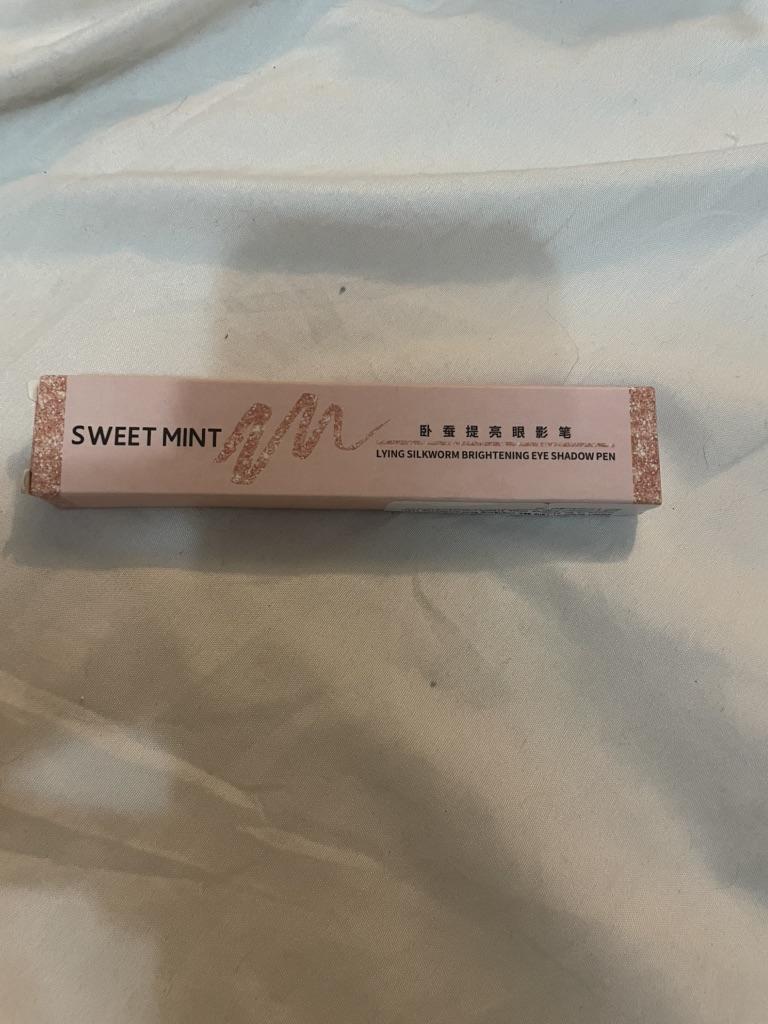 SWEET MINT
卧蚕提亮眼影笔
LYING SILKWORM BRIGHTENING EYE SHADOW PEN